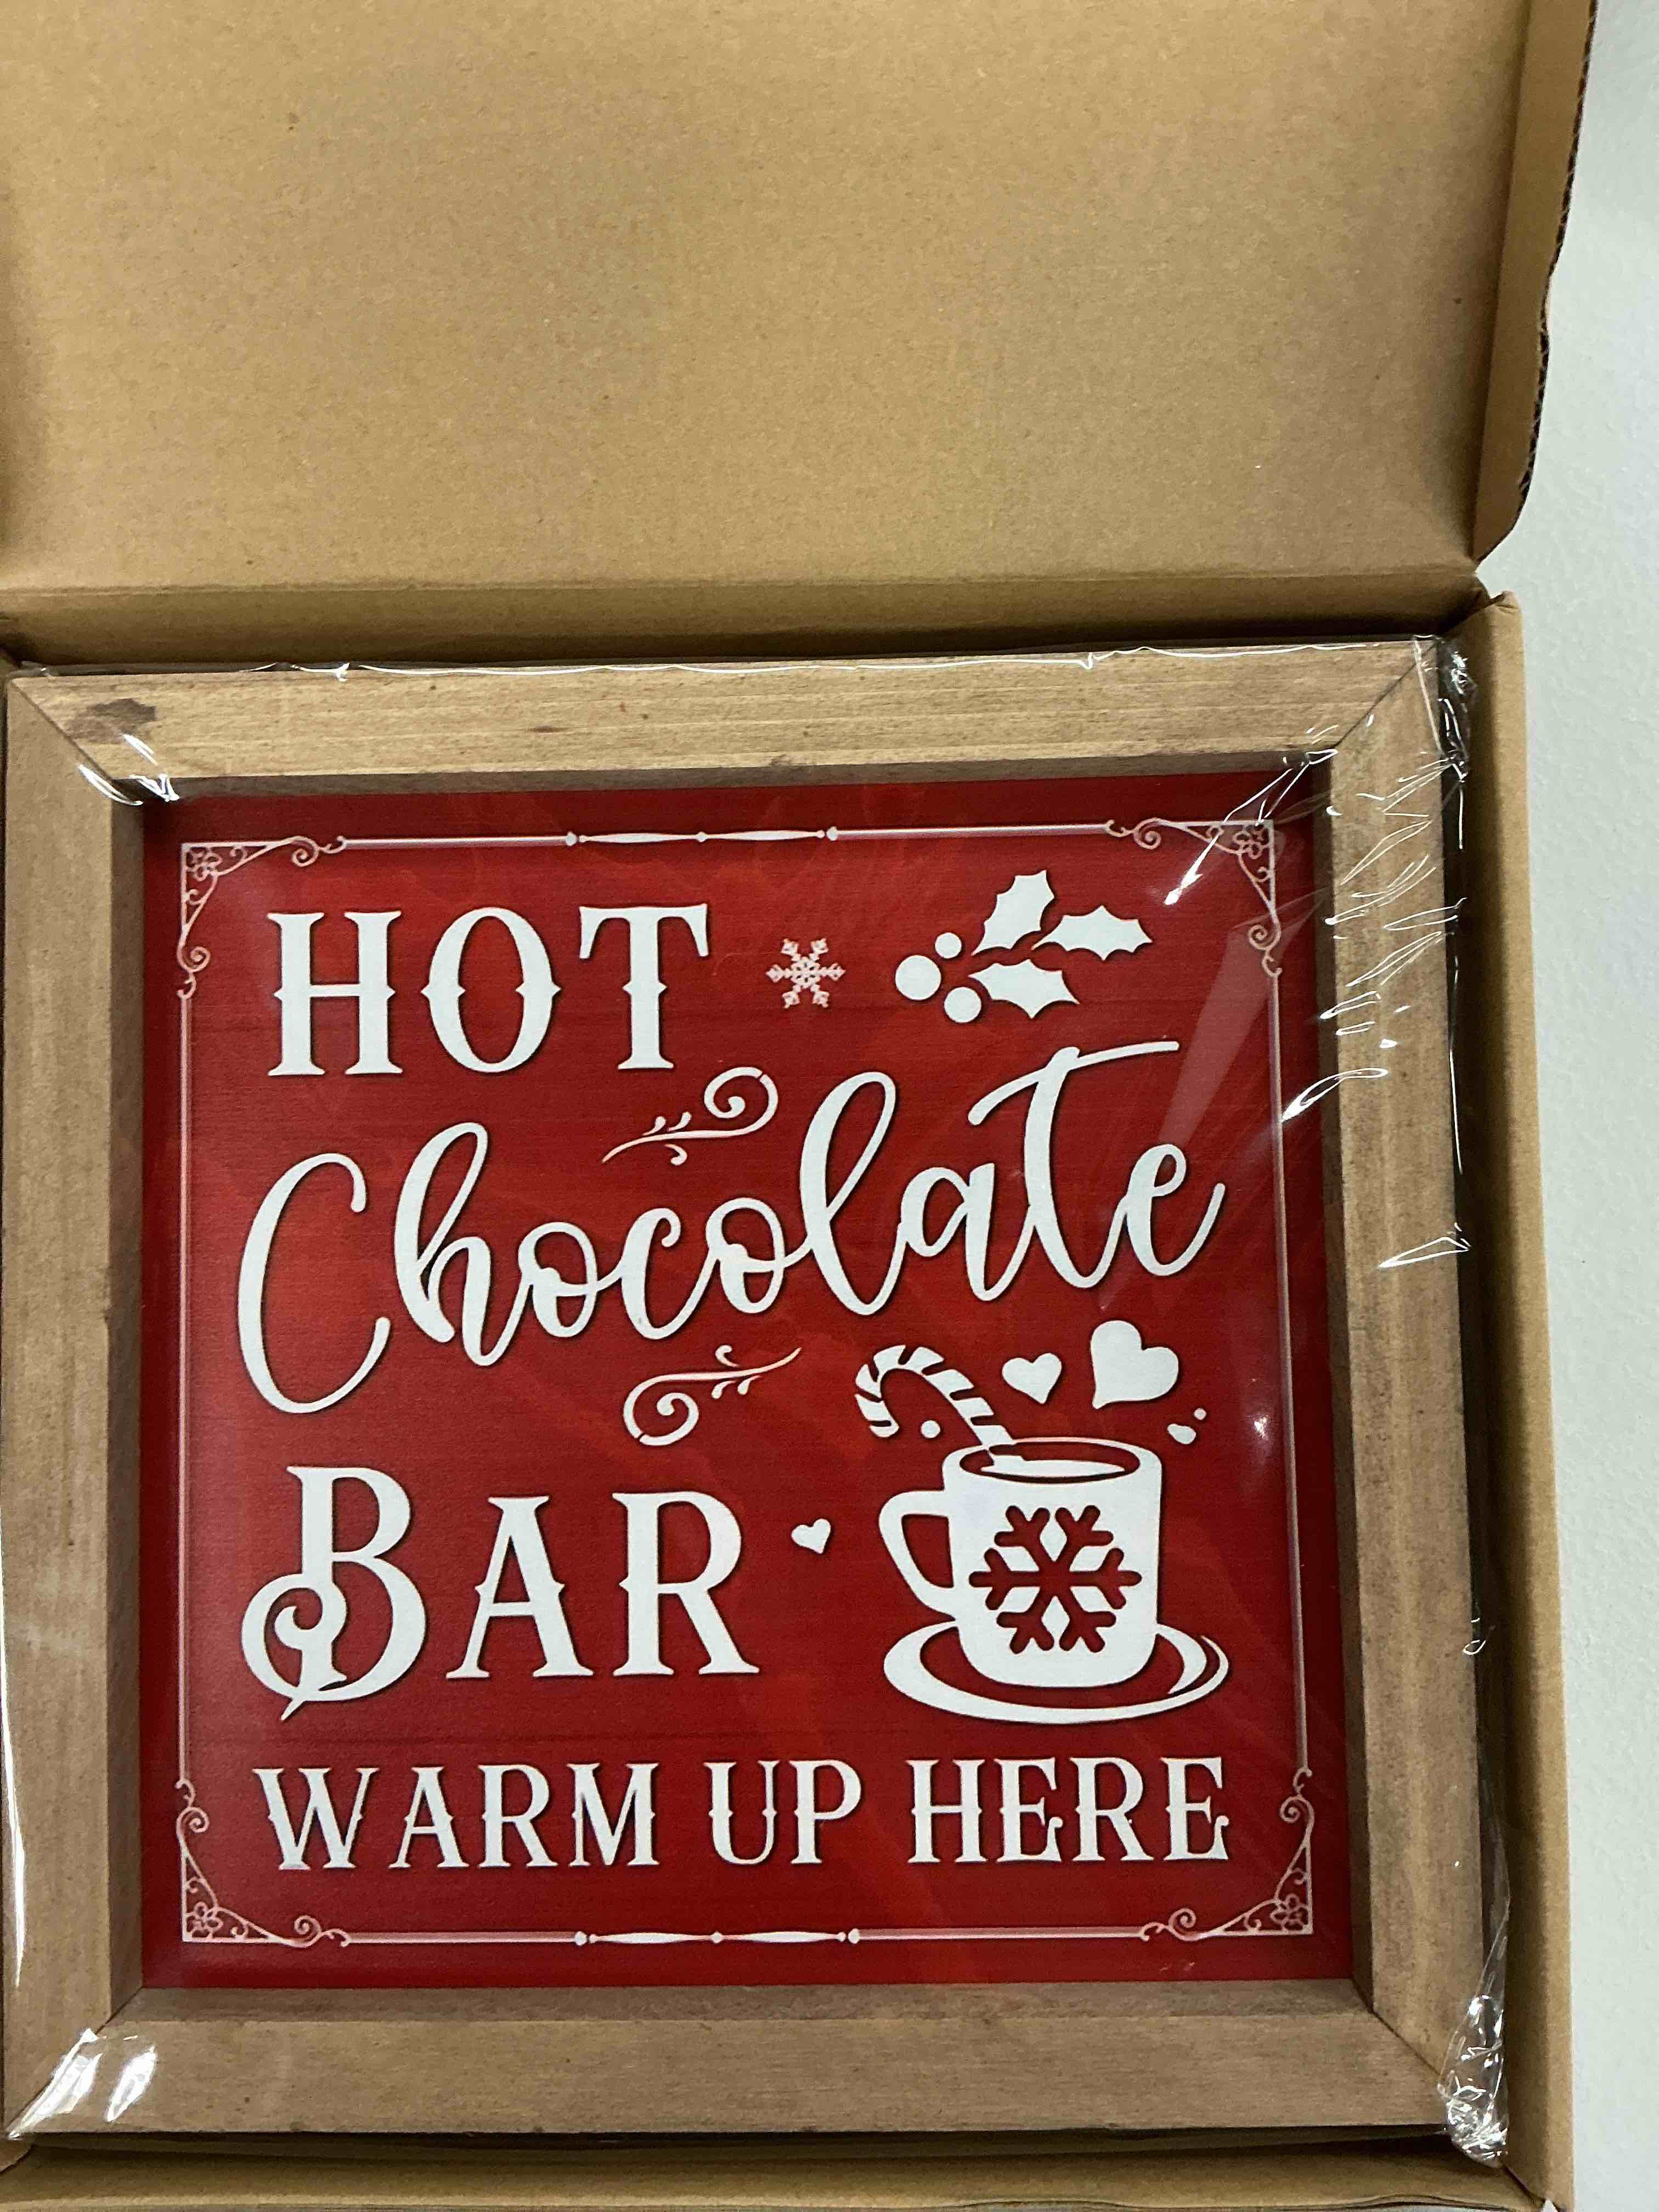 HOT
Chocolate
BAR
WARM UP HERE